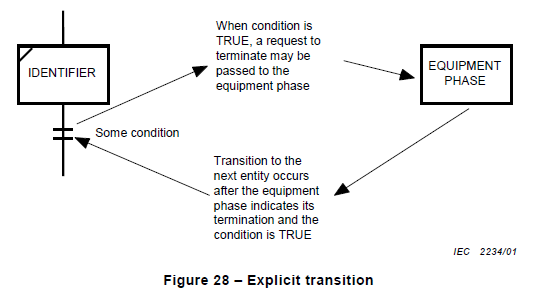 When condition is
TRUE, a request to
terminate may be
passed to the
equipment phase
IDENTIFIER
EQUIPMENT
PHASE
Some condition
Transition to the
next entity occurs
after the equipment
phase indicates its
termination and the
condition is TRUE
IEC 2234/01
Figure 28 – Explicit transition